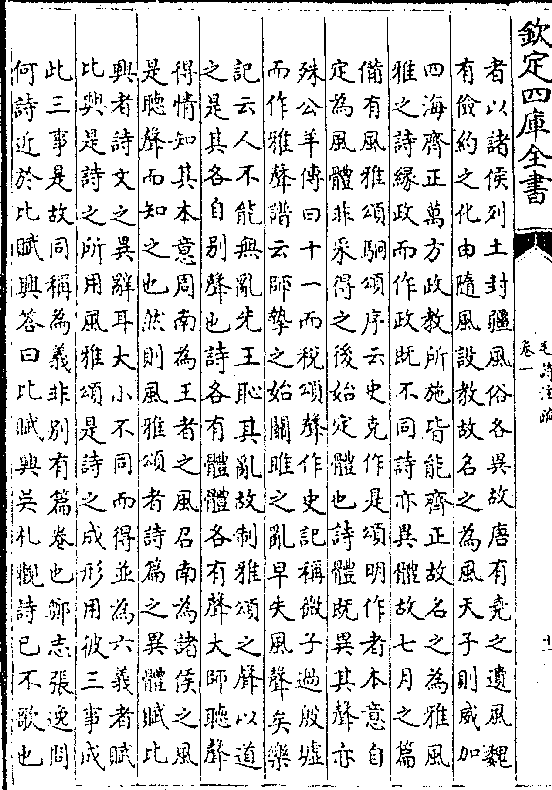 欽定四庫全書
毛詩注疏
卷一
十一
者以諸侯列土封疆風俗各異故唐有堯之遺風魏
有儉約之化由隨風設教故名之為風天子則威加
四海齊正萬方政教所施皆能齊正故名之為雅風
雅之詩緣政而作政既不同詩亦異體故七月之篇
備有風雅頌駉頌序云史克作是頌明作者本意自
定為風體非采得之後始定體也詩體既異其聲亦
殊公羊傳曰十一而稅頌聲作史記稱微子過殷墟
而作雅聲譜云師摯之始關雎之亂早失風聲矣樂
記云人不能無亂先王恥其亂故制雅頌之聲以道
之是其各自别聲也詩各有體體各有聲大師聽聲
得情知其本意周南為王者之風召南為諸侯之風
是聽聲而知之也然則風雅頌者詩篇之異體賦比
興者詩文之異辭耳大小不同而得並為六義者賦
比興是詩之所用風雅頌是詩之成形用彼三事成
此三事是故同稱為義非别有篇卷也鄭志張逸問
何詩近於比賦興答曰比賦興吳札觀詩已不歌也